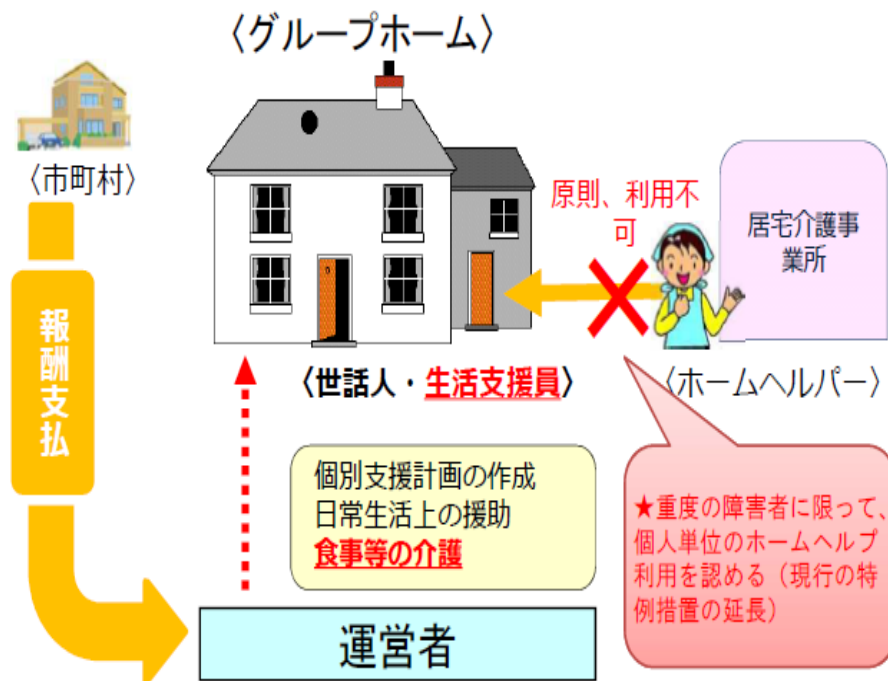 〈グループホーム〉
〈市町村〉
原則、利用不
可
居宅介護事
業所
報酬支払
〈世話人・生活支援員〉
〈ホームヘルパー〉
個別支援計画の作成
日常生活上の援助
食事等の介護
★重度の障害者に限って、
個人単位のホームヘルプ
利用を認める（現行の特
例措置の延長）
運営者